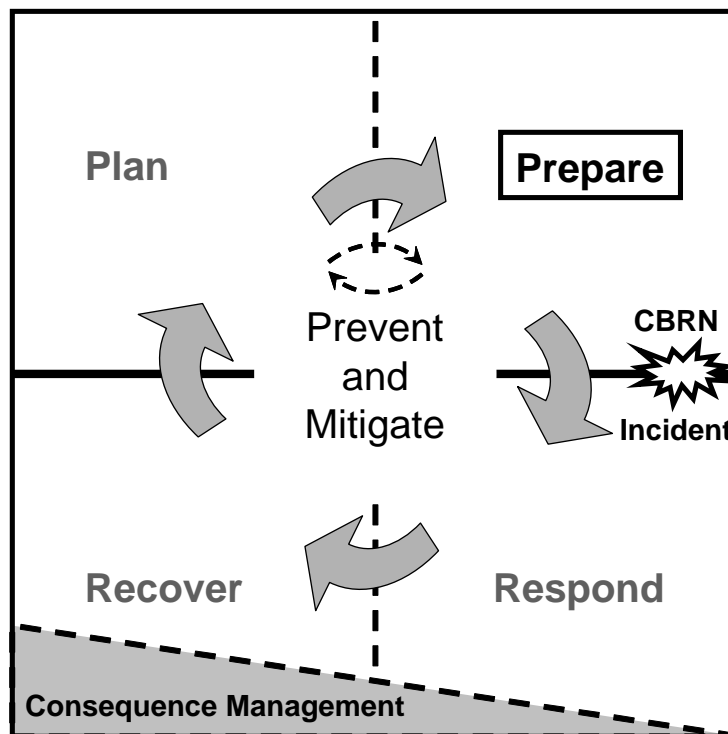 Plan
Prepare
Prevent
and
Mitigate
CBRN
Incident
Recover
Respond
Consequence Management